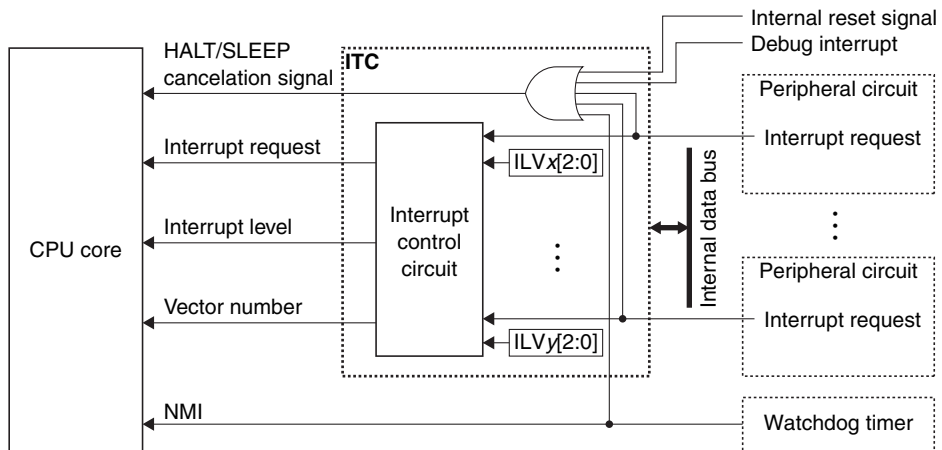 Internal reset signal
Debug interrupt
HALT/SLEEP
cancelation signal
ITC
Peripheral circuit
Interrupt request
Interrupt request
ILVx[2:0]
Interrupt level
Interrupt
control
circuit
CPU core
Internal data bus
Peripheral circuit
Vector number
Interrupt request
ILVy[2:0]
NMI
Watchdog timer